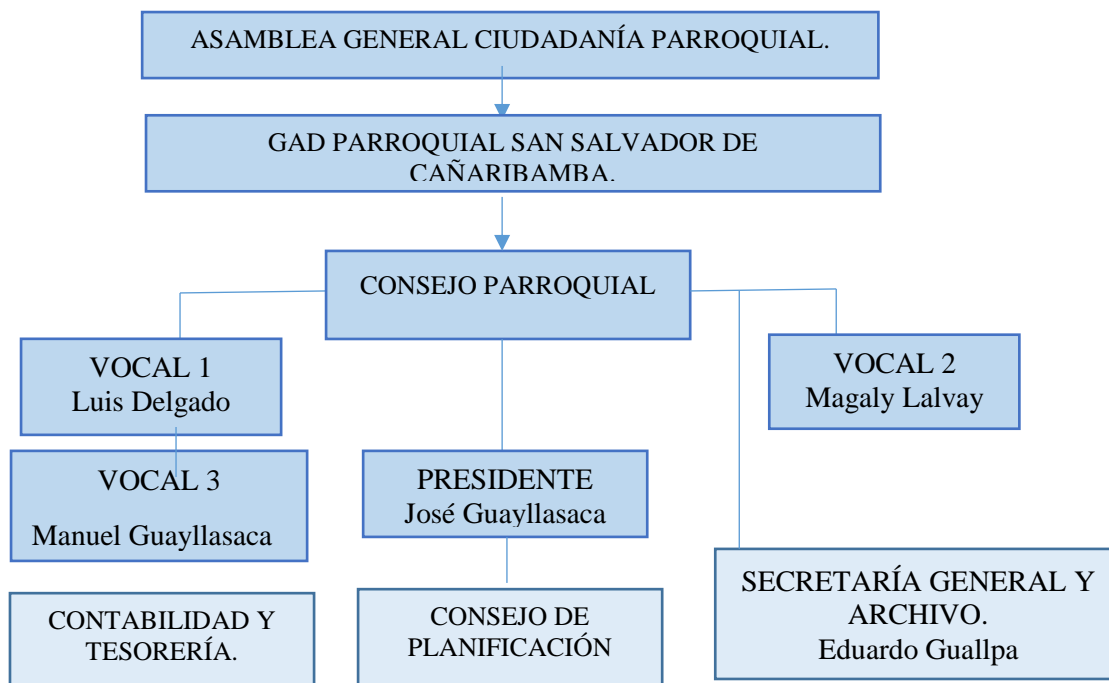 ASAMBLEA GENERAL CIUDADANÍA PARROQUIAL.
GAD PARROQUIAL SAN SALVADOR DE
CAÑARIBAMBA.
CONSEJO PARROQUIAL
VOCAL 1
Luis Delgado
VOCAL 2
Magaly Lalvay
VOCAL 3
Manuel Guayllasaca
PRESIDENTE
José Guayllasaca
SECRETARÍA GENERAL Y
ARCHIVO.
Eduardo Guallpa
CONTABILIDAD Y
TESORERÍA.
CONSEJO DE
PLANIFICACIÓN